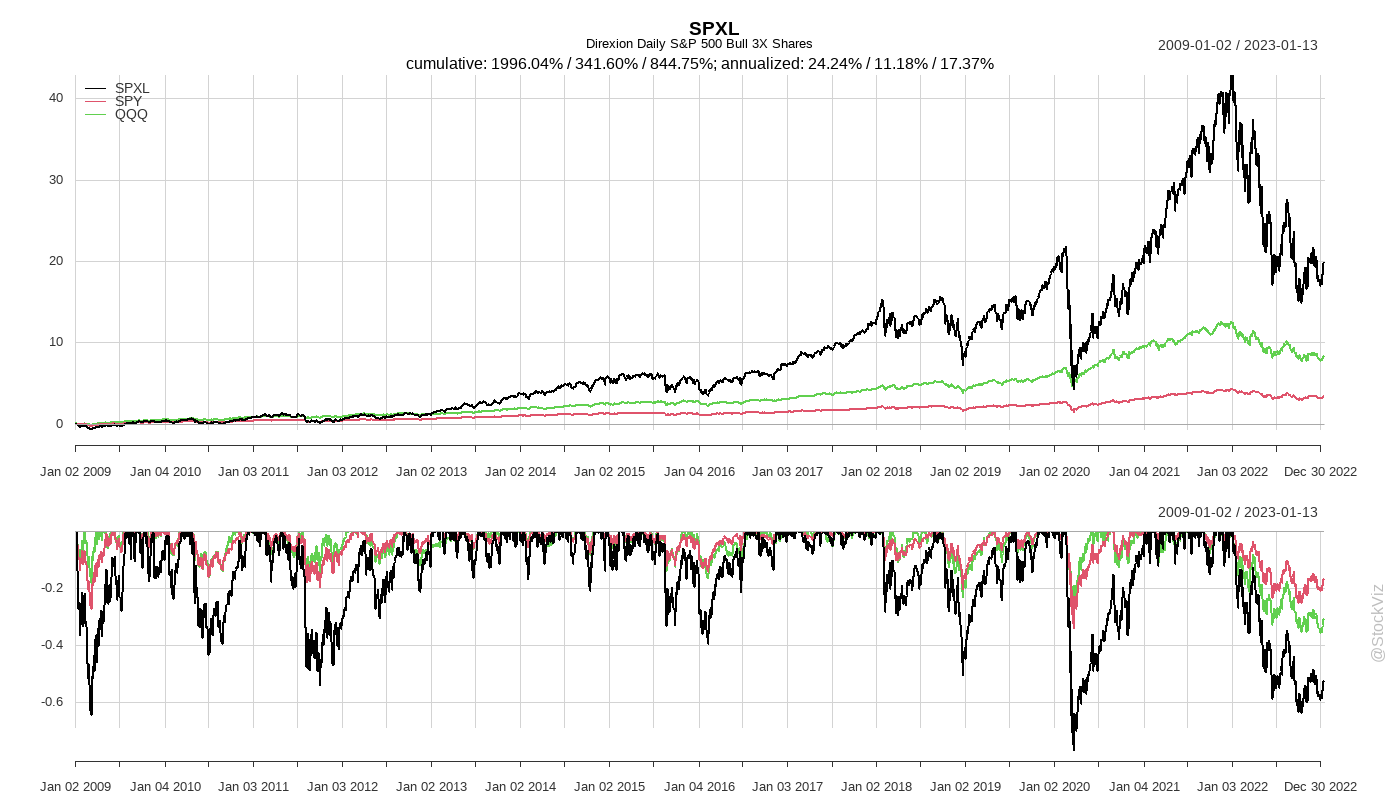 SPXL
Direxion Daily S&P 500 Bull 3X Shares
2009-01-02 / 2023-01-13
cumulative: 1996.04% / 341.60% / 844.75%; annualized: 24.24% / 11.18% / 17.37%
SPXL
SPY
QQQ
40
30
20
10
0
Jan 02 2009 Jan 04 2010 Jan 03 2011 Jan 03 2012 Jan 02 2013 Jan 02 2014 Jan 02 2015 Jan 04 2016 Jan 03 2017 Jan 02 2018 Jan 02 2019 Jan 02 2020 Jan 04 2021 Jan 03 2022 Dec 30 2022
2009-01-02 / 2023-01-13
-0.2
-0.4
-0.6
Jan 02 2009 Jan 04 2010 Jan 03 2011 Jan 03 2012 Jan 02 2013 Jan 02 2014 Jan 02 2015 Jan 04 2016 Jan 03 2017 Jan 02 2018 Jan 02 2019 Jan 02 2020 Jan 04 2021 Jan 03 2022 Dec 30 2022
@StockViz